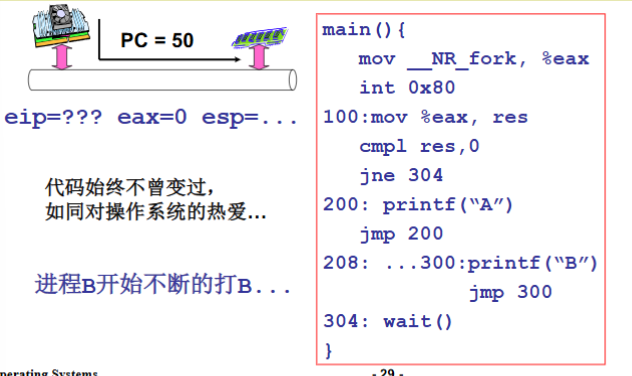 PC = 50
eip=??? eax=0 esp=...
代码始终不曾变过，
如同对操作系统的热爱...
进程B开始不断的打B...
main(){
mov __NR_fork, %eax
int 0x80
100:mov %eax, res
cmpl res,0
jne 304
200: printf(“A”)
jmp 200
208: ...300:printf(“B”)
jmp 300
304: wait()
}
perating Systems
- 29 -